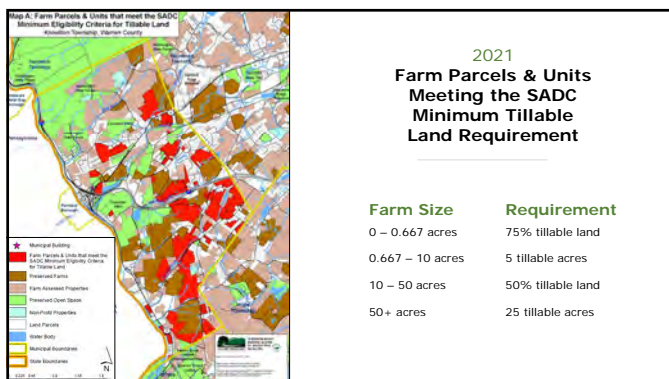 Map A: Farm Parcels & Units that meet the SADC
Minimum Eligibility Criteria for Tillable Land
Knowlton Township, Warren County
Municipal Building
Farm Parcels & Units that meet the
SADC Minimum Eligibility Criteria
for Tillable Land
Preserved Farms
Farm Assessed Properties
Preserved Open Space
Non-Profit Properties
Land Parcels
Water Body
Municipal Boundaries
State Boundaries
N
2021
Farm Parcels & Units
Meeting the SADC
Minimum Tillable
Land Requirement
Farm Size Requirement
0 – 0.667 acres 75% tillable land
0.667 – 10 acres 5 tillable acres
10 – 50 acres 50% tillable land
50+ acres 25 tillable acres